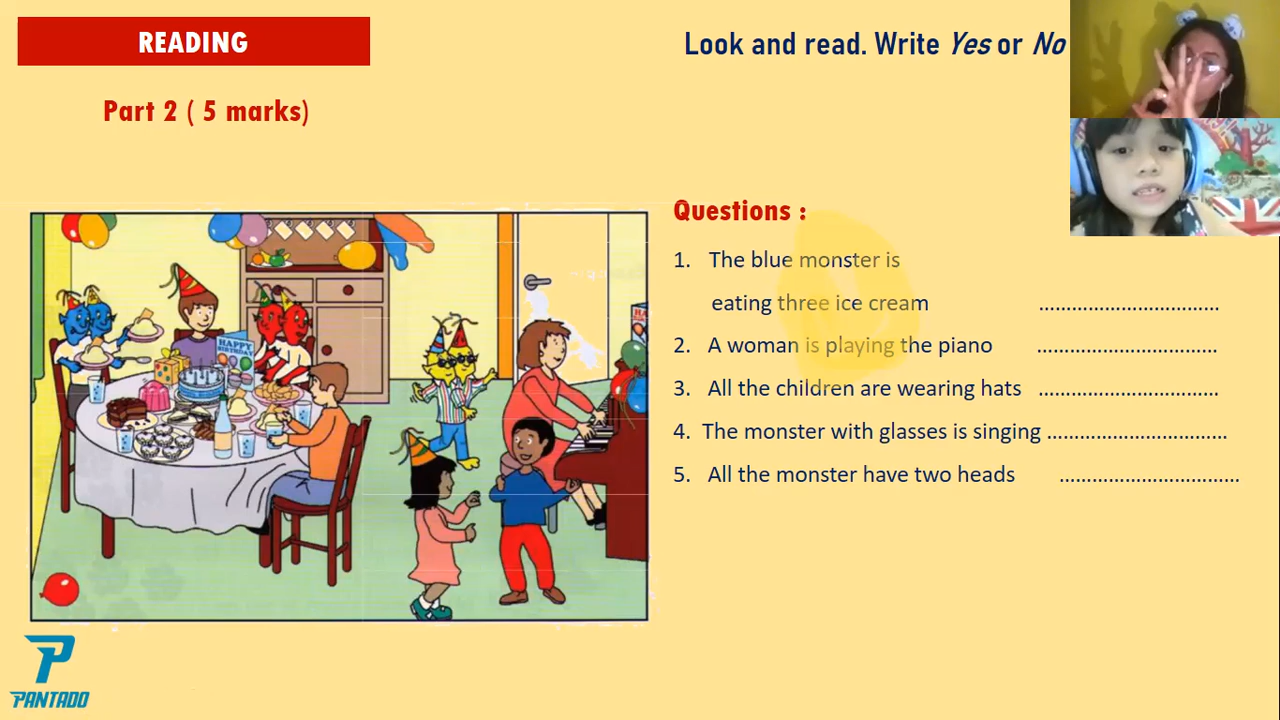 READING
Look and read. Write Yes or No
Part 2 ( 5 marks)
Questions :
1. The blue monster is
eating three ice cream ........................................
2. A woman is playing the piano ........................................
3. All the children are wearing hats ........................................
4. The monster with glasses is singing ........................................
5. All the monster have two heads ........................................
HAPPY
BIRTHDAY
PANTADO